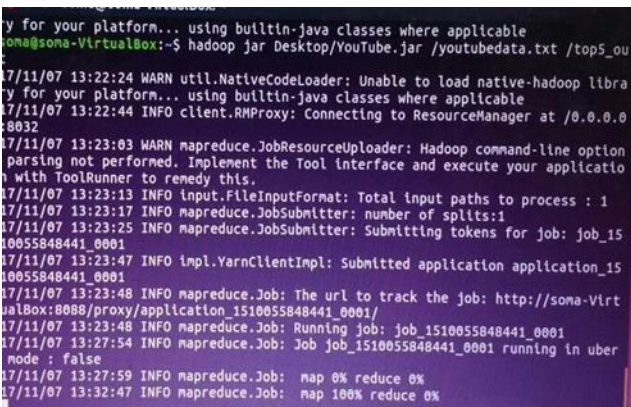 y for your platform... using builtin-java classes where applicable
soma@soma-VirtualBox:~$ hadoop jar Desktop/YouTube.jar /youtubedata.txt /top5_ou
17/11/07 13:22:24 WARN util.NativeCodeLoader: Unable to load native-hadoop libra
ry for your platform... using builtin-java classes where applicable
17/11/07 13:22:44 INFO client.RMProxy: Connecting to ResourceManager at /0.0.0.0
:8032
17/11/07 13:23:03 WARN mapreduce.JobResourceUploader: Hadoop command-line option
parsing not performed. Implement the Tool interface and execute your applicatio
n with ToolRunner to remedy this.
17/11/07 13:23:13 INFO input.FileInputFormat: Total input paths to process : 1
17/11/07 13:23:17 INFO mapreduce.JobSubmitter: number of splits:1
17/11/07 13:23:25 INFO mapreduce.JobSubmitter: Submitting tokens for job: job_15
10055848441_0001
17/11/07 13:23:47 INFO impl.YarnClientImpl: Submitted application application_15
10055848441_0001
17/11/07 13:23:48 INFO mapreduce.Job: The url to track the job: http://soma-Virt
ualBox:8088/proxy/application_1510055848441_0001/
17/11/07 13:23:48 INFO mapreduce.Job: Running job: job_1510055848441_0001
17/11/07 13:27:54 INFO mapreduce.Job: Job job_1510055848441_0001 running in uber
mode : false
17/11/07 13:27:59 INFO mapreduce.Job: map 0% reduce 0%
17/11/07 13:32:47 INFO mapreduce.Job: map 100% reduce 0%